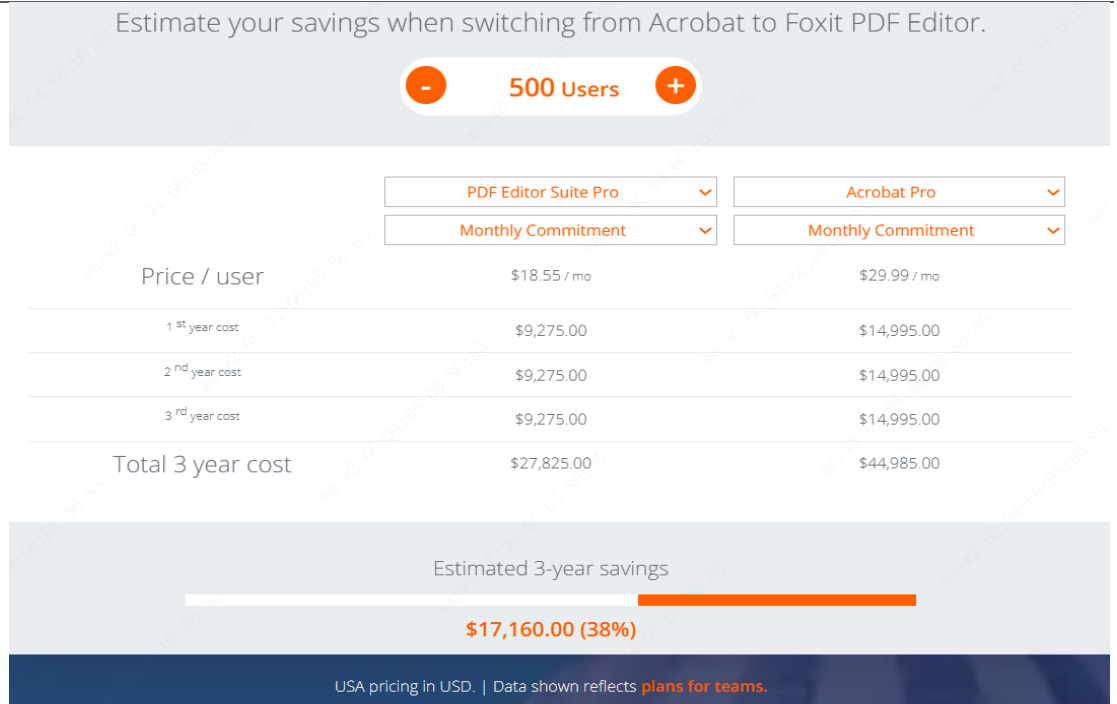 Estimate your savings when switching from Acrobat to Foxit PDF Editor.
- 500 Users +
PDF Editor Suite Pro Acrobat Pro
Monthly Commitment Monthly Commitment
Price / user $18.55 / mo $29.99 / mo
1 st year cost $9,275.00 $14,995.00
2 nd year cost $9,275.00 $14,995.00
3 rd year cost $9,275.00 $14,995.00
Total 3 year cost $27,825.00 $44,985.00
Estimated 3-year savings
$17,160.00 (38%)
USA pricing in USD. | Data shown reflects plans for teams.